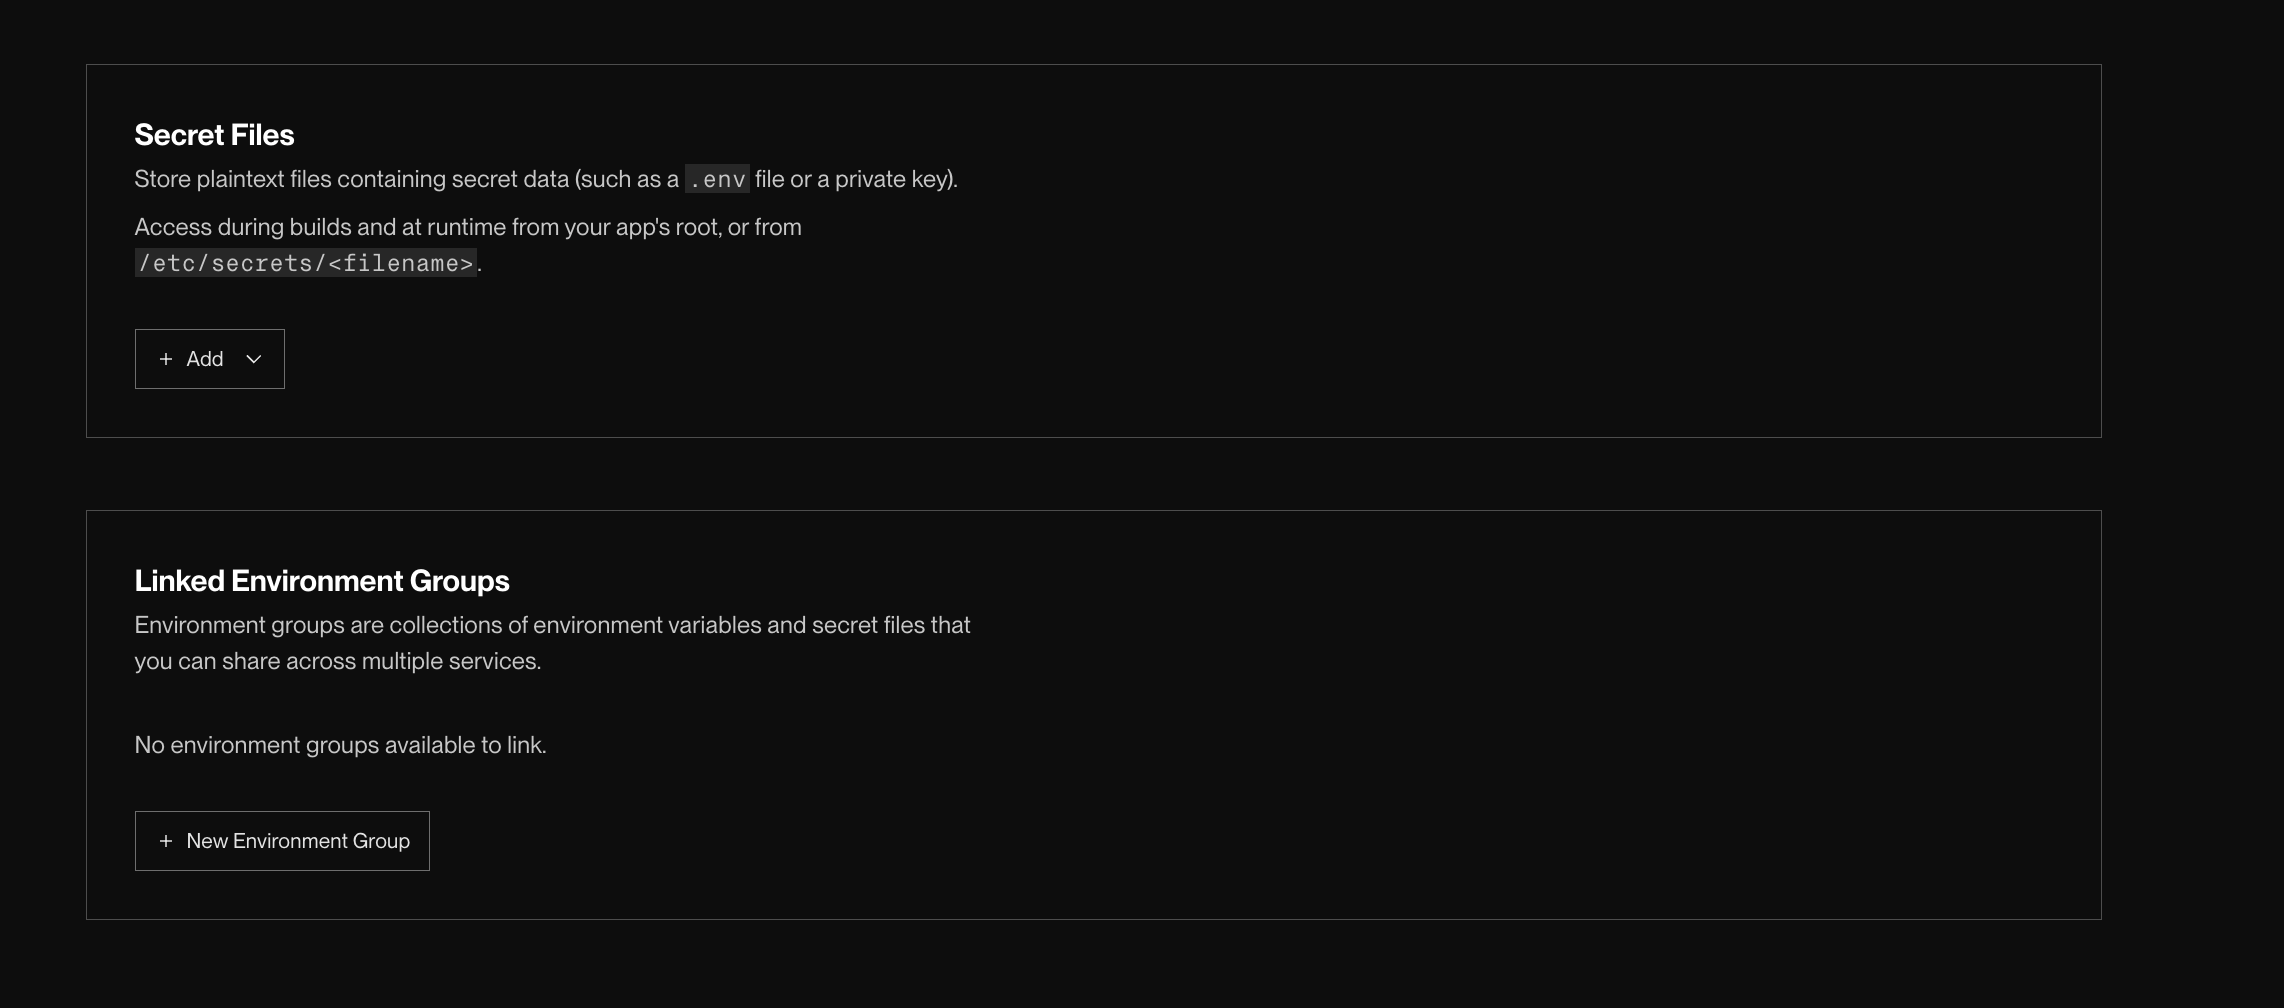 Secret Files
Store plaintext files containing secret data (such as a .env file or a private key).
Access during builds and at runtime from your app's root, or from
/etc/secrets/<filename>.
+ Add
Linked Environment Groups
Environment groups are collections of environment variables and secret files that
you can share across multiple services.
No environment groups available to link.
+ New Environment Group